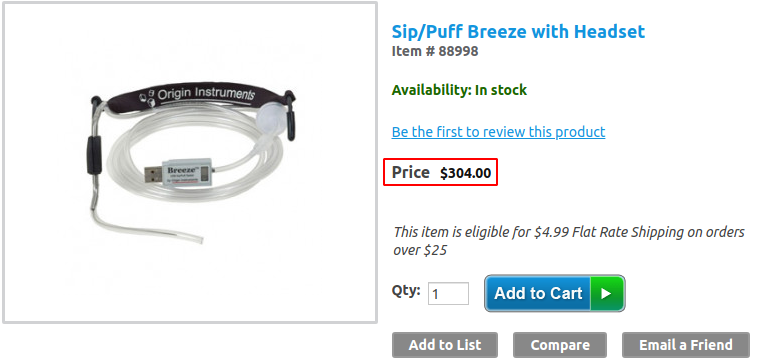 Origin Instruments
Breeze™
Sip/Puff Breeze with Headset
Item # 88998
Availability: In stock
Be the first to review this product
Price $304.00
This item is eligible for $4.99 Flat Rate Shipping on orders
over $25
Qty: 1 Add to Cart
Add to List Compare Email a Friend